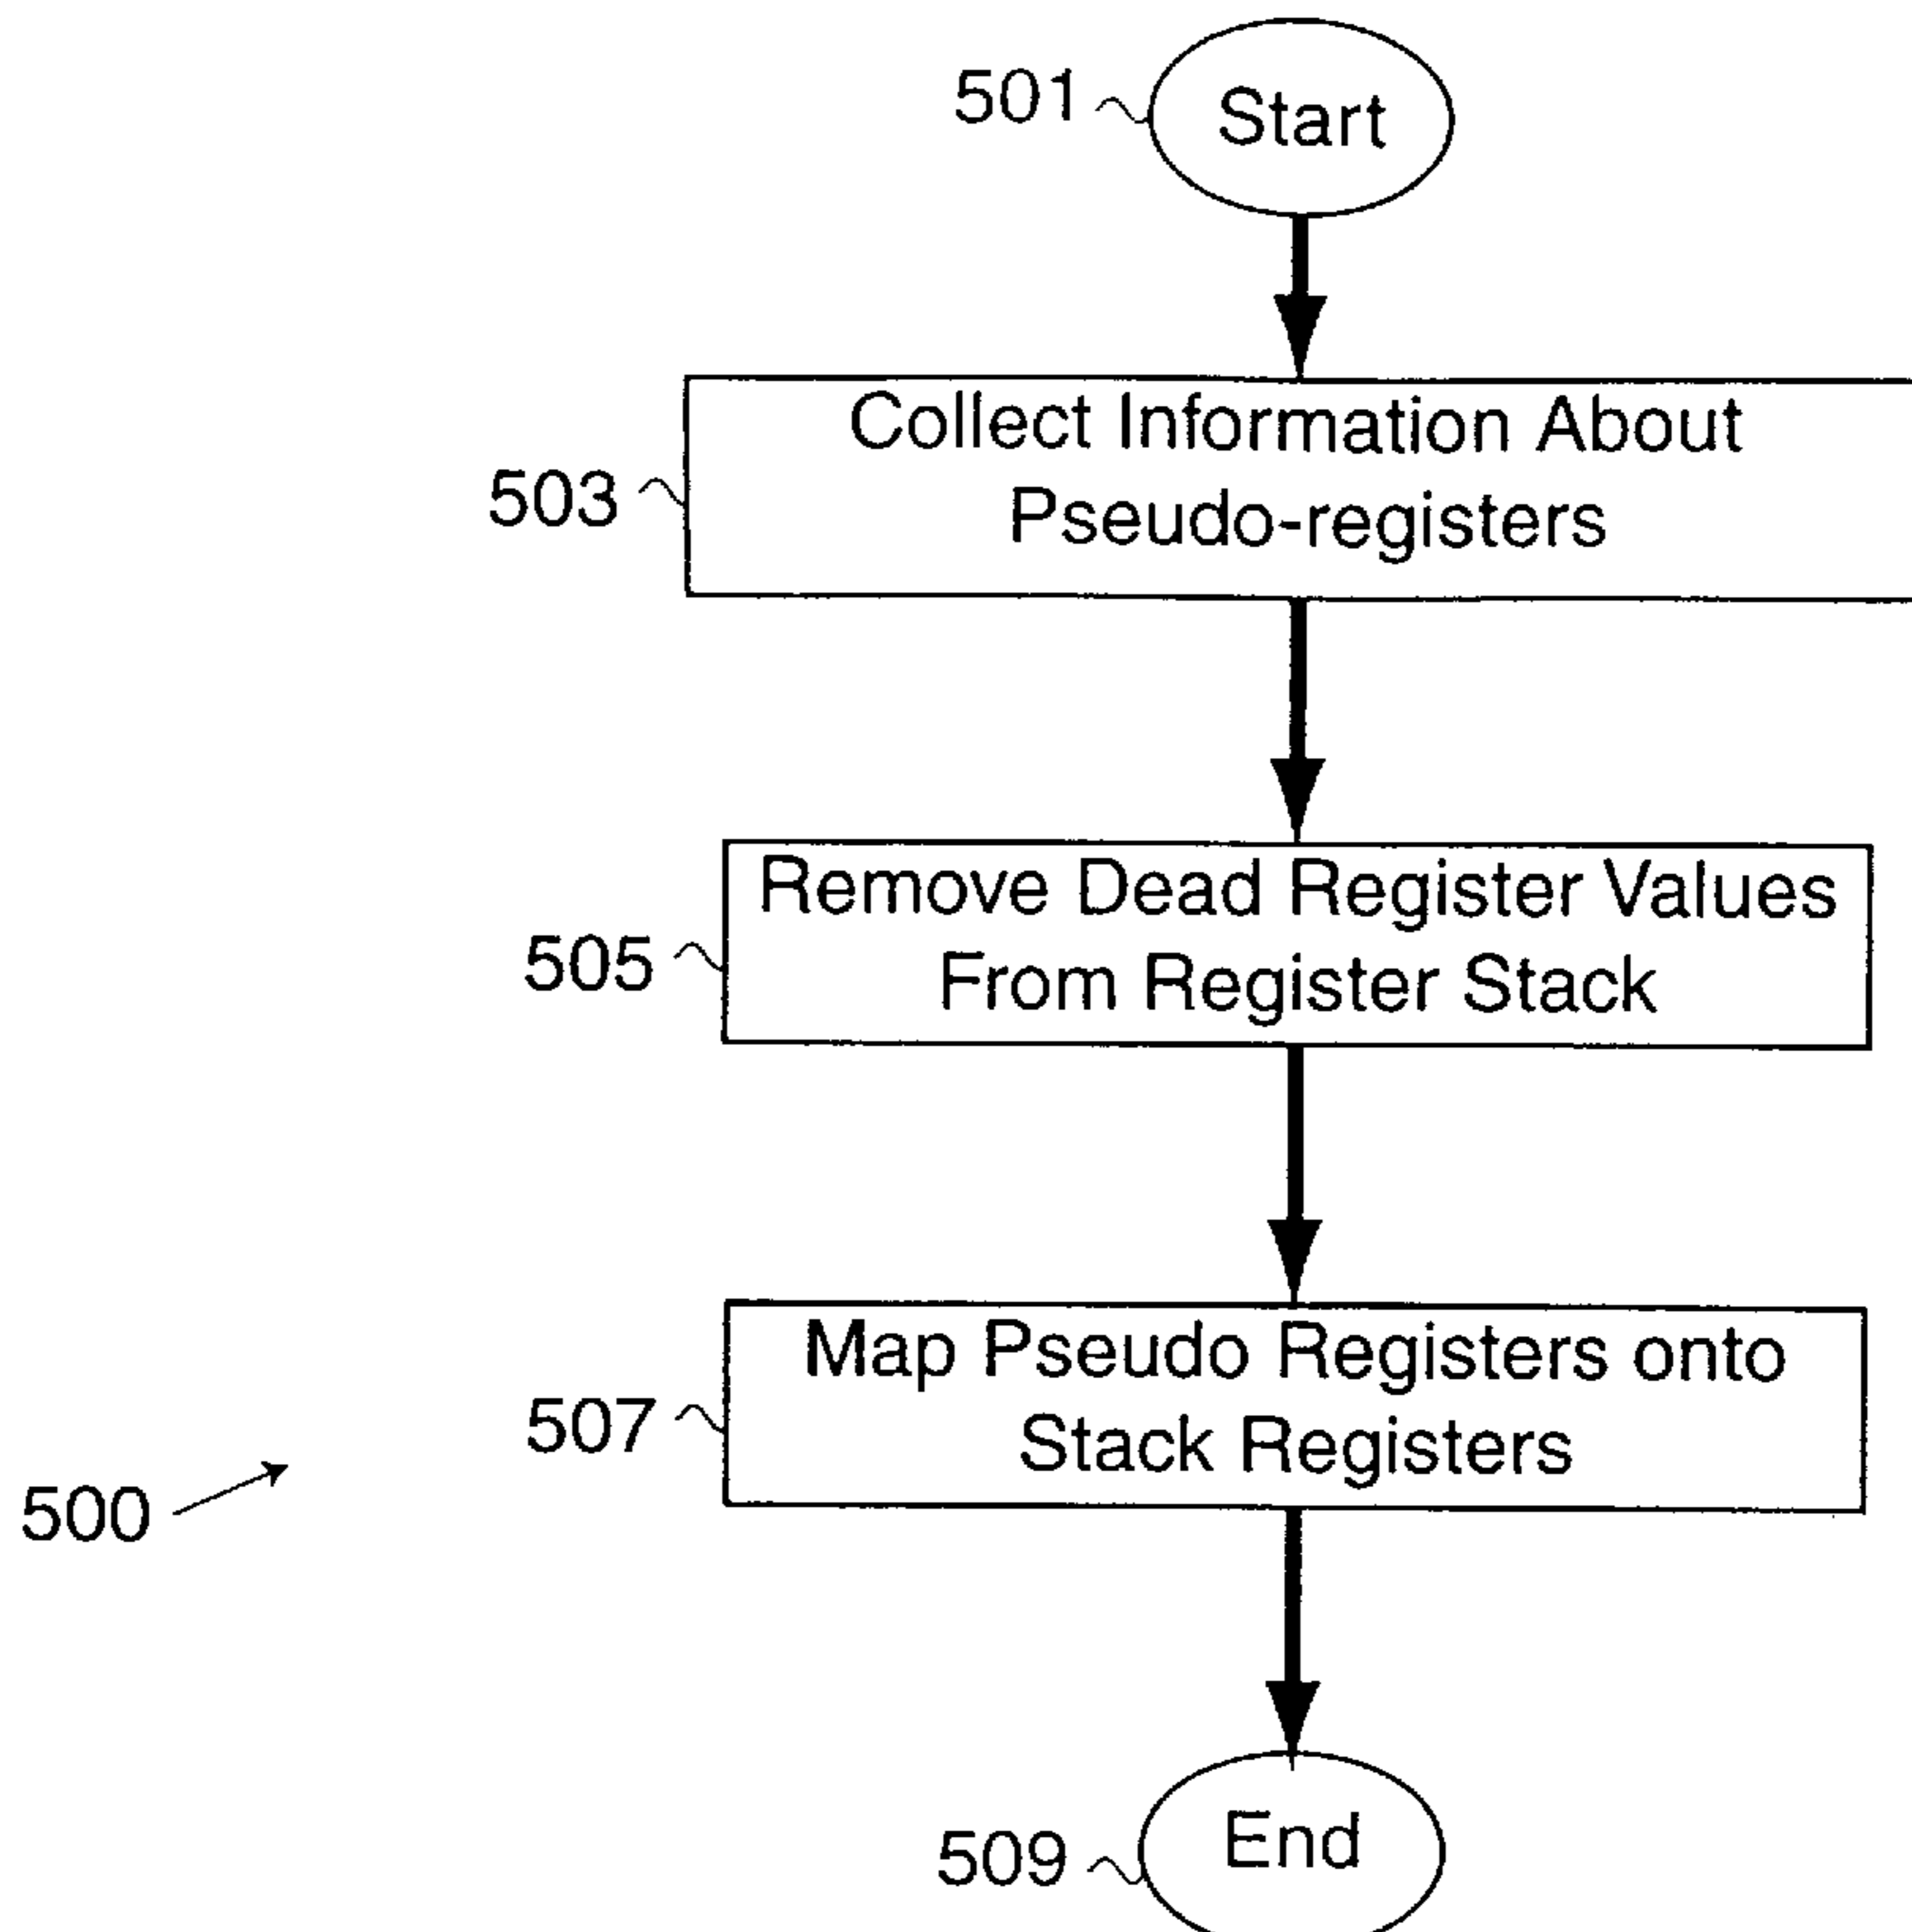 501
Start
Collect Information About
503
Pseudo-registers
Remove Dead Register Values
505
From Register Stack
Map Pseudo Registers onto
507
Stack Registers
500
End
509